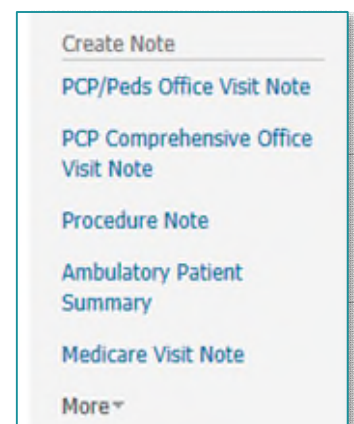 Create Note
PCP/Peds Office Visit Note
PCP Comprehensive Office
Visit Note
Procedure Note
Ambulatory Patient
Summary
Medicare Visit Note
More